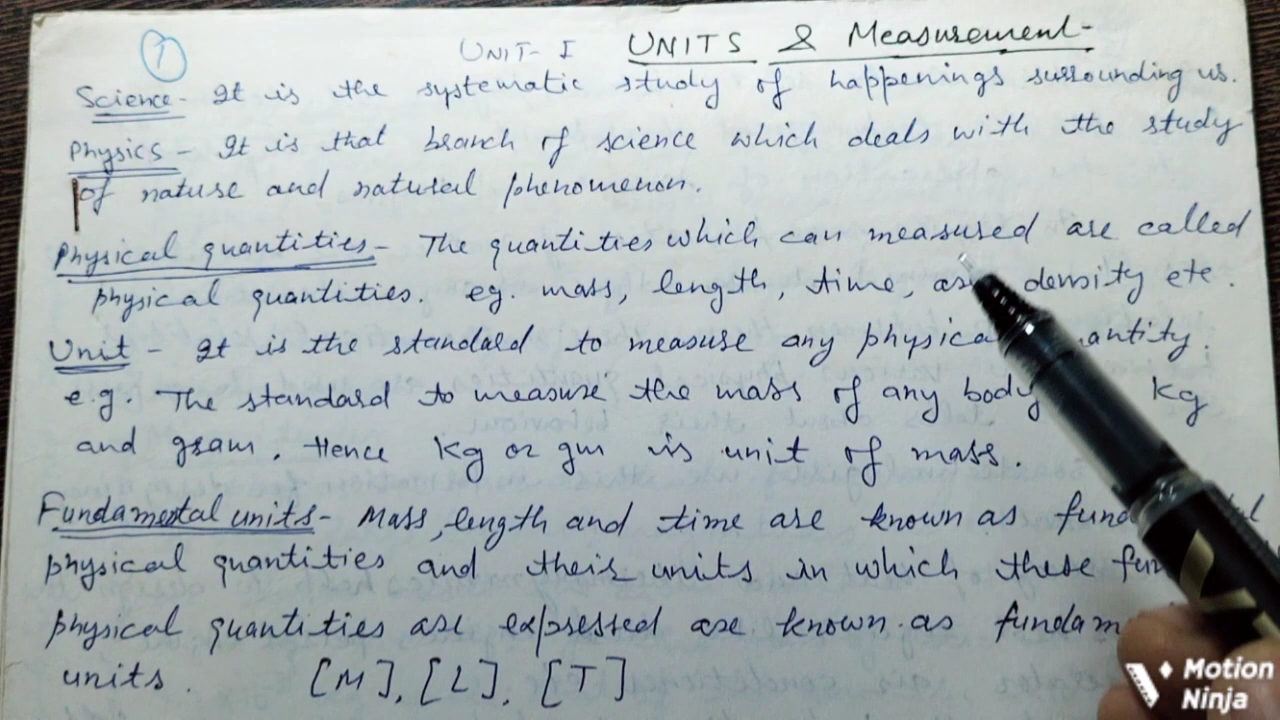 1
UNIT-I UNITS & Measurement-
Science- It is the systematic study of happenings surrounding us.
Physics - It is that branch of science which deals with the study
of nature and natural phenomenon.
Physical quantities- The quantities which can measured are called
physical quantities. eg. mass, length, time, density etc.
Unit - It is the standard to measure any physica antity.
e.g. The standard to measure the mass of any body Kg
and gram. Hence Kg or gm is unit of mass.
Fundamental units- Mass, length and time are known as fund l
physical quantities and their units in which these fun
physical quantities are expressed are known as fundam
units. [M], [L], [T]
Motion
Ninja